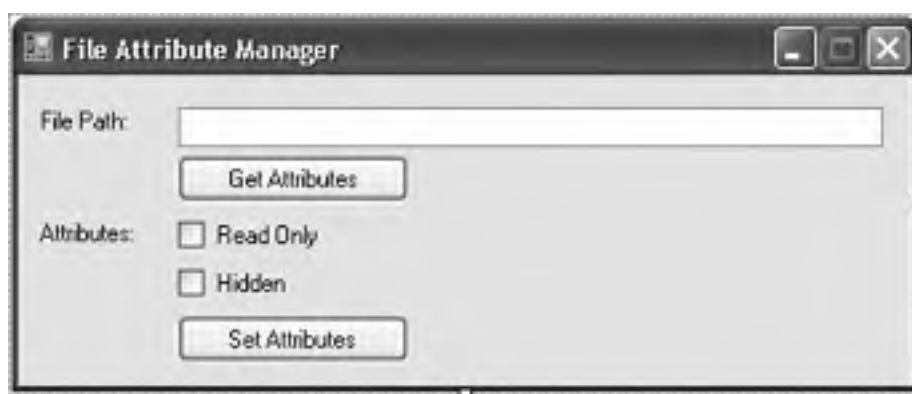 File Attribute Manager
File Path:
Get Attributes
Attributes:
Read Only
Hidden
Set Attributes